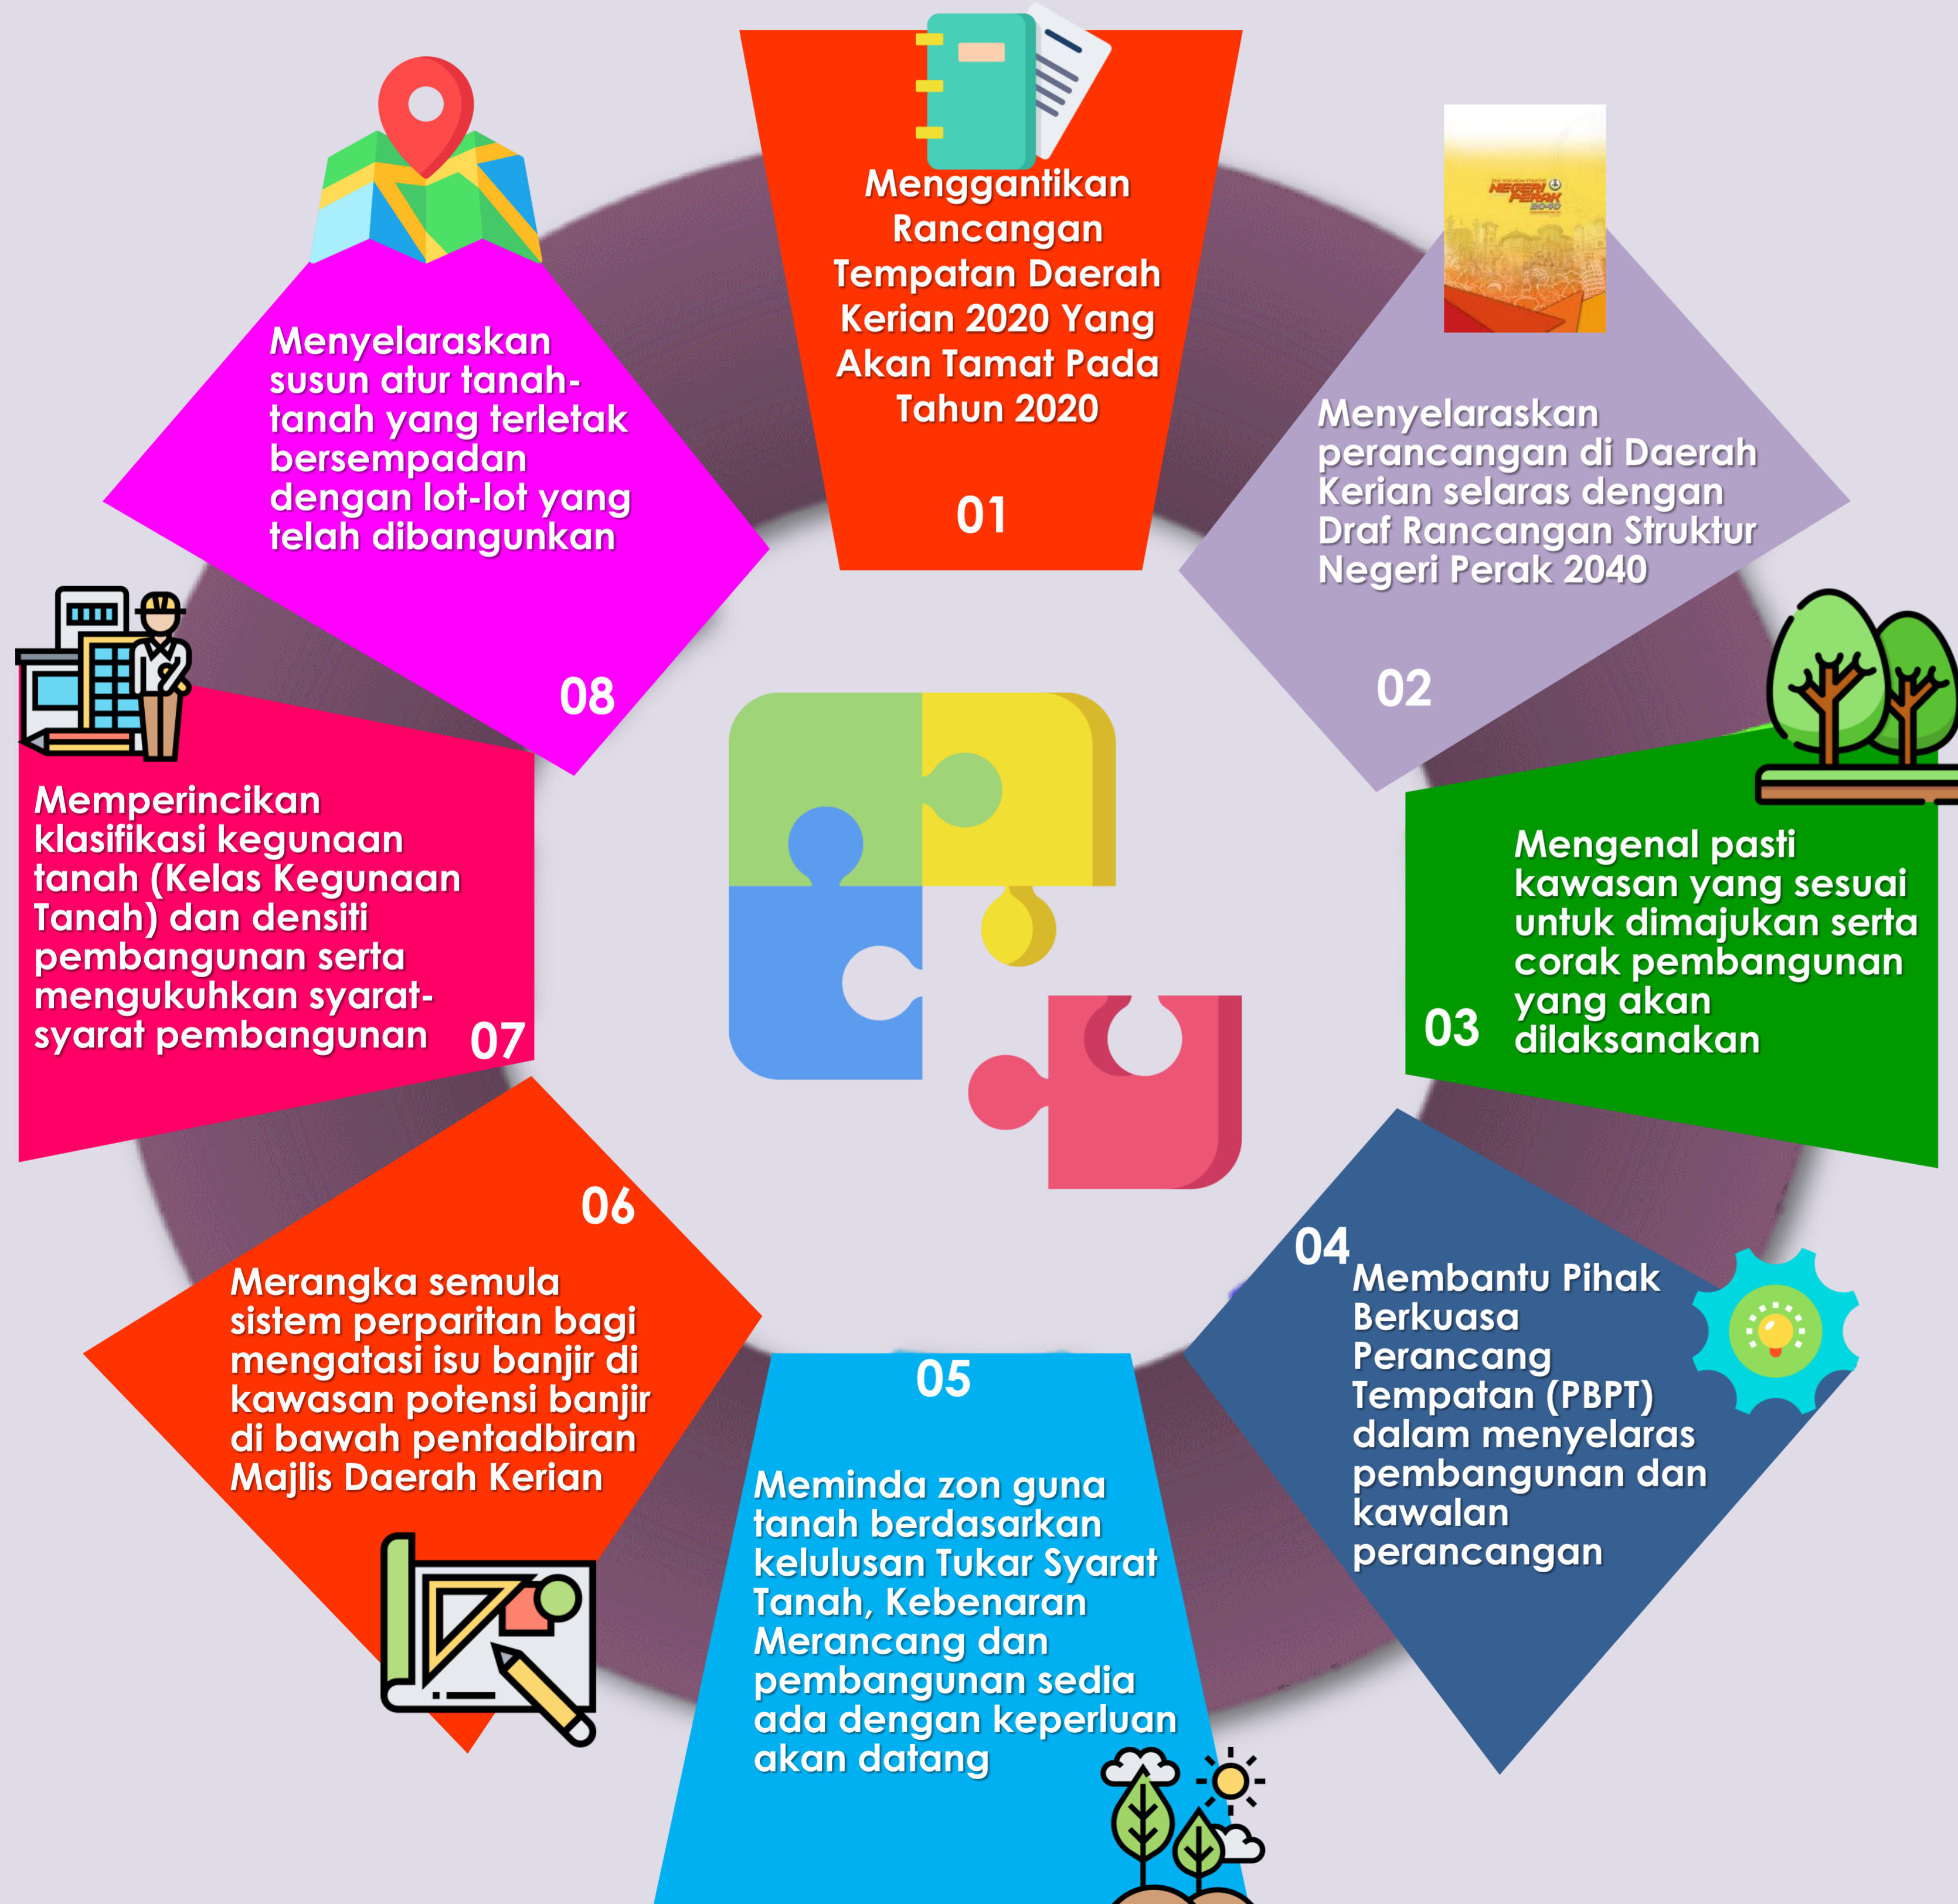 Menggantikan
Rancangan
Tempatan Daerah
Kerian 2020 Yang
Akan Tamat Pada
Tahun 2020
01
NEGERI
PERAK
2040
Menyelaraskan
perancangan di Daerah
Kerian selaras dengan
Draf Rancangan Struktur
Negeri Perak 2040
02
Mengenal pasti
kawasan yang sesuai
untuk dimajukan serta
corak pembangunan
yang akan
dilaksanakan
03
04
Membantu Pihak
Berkuasa
Perancang
Tempatan (PBPT)
dalam menyelaras
pembangunan dan
kawalan
perancangan
05
Meminda zon guna
tanah berdasarkan
kelulusan Tukar Syarat
Tanah, Kebenaran
Merancang dan
pembangunan sedia
ada dengan keperluan
akan datang
06
Merangka semula
sistem perparitan bagi
mengatasi isu banjir di
kawasan potensi banjir
di bawah pentadbiran
Majlis Daerah Kerian
Memperincikan
klasifikasi kegunaan
tanah (Kelas Kegunaan
Tanah) dan densiti
pembangunan serta
mengukuhkan syarat-
syarat pembangunan
07
Menyelaraskan
susun atur tanah-
tanah yang terletak
bersempadan
dengan lot-lot yang
telah dibangunkan
08